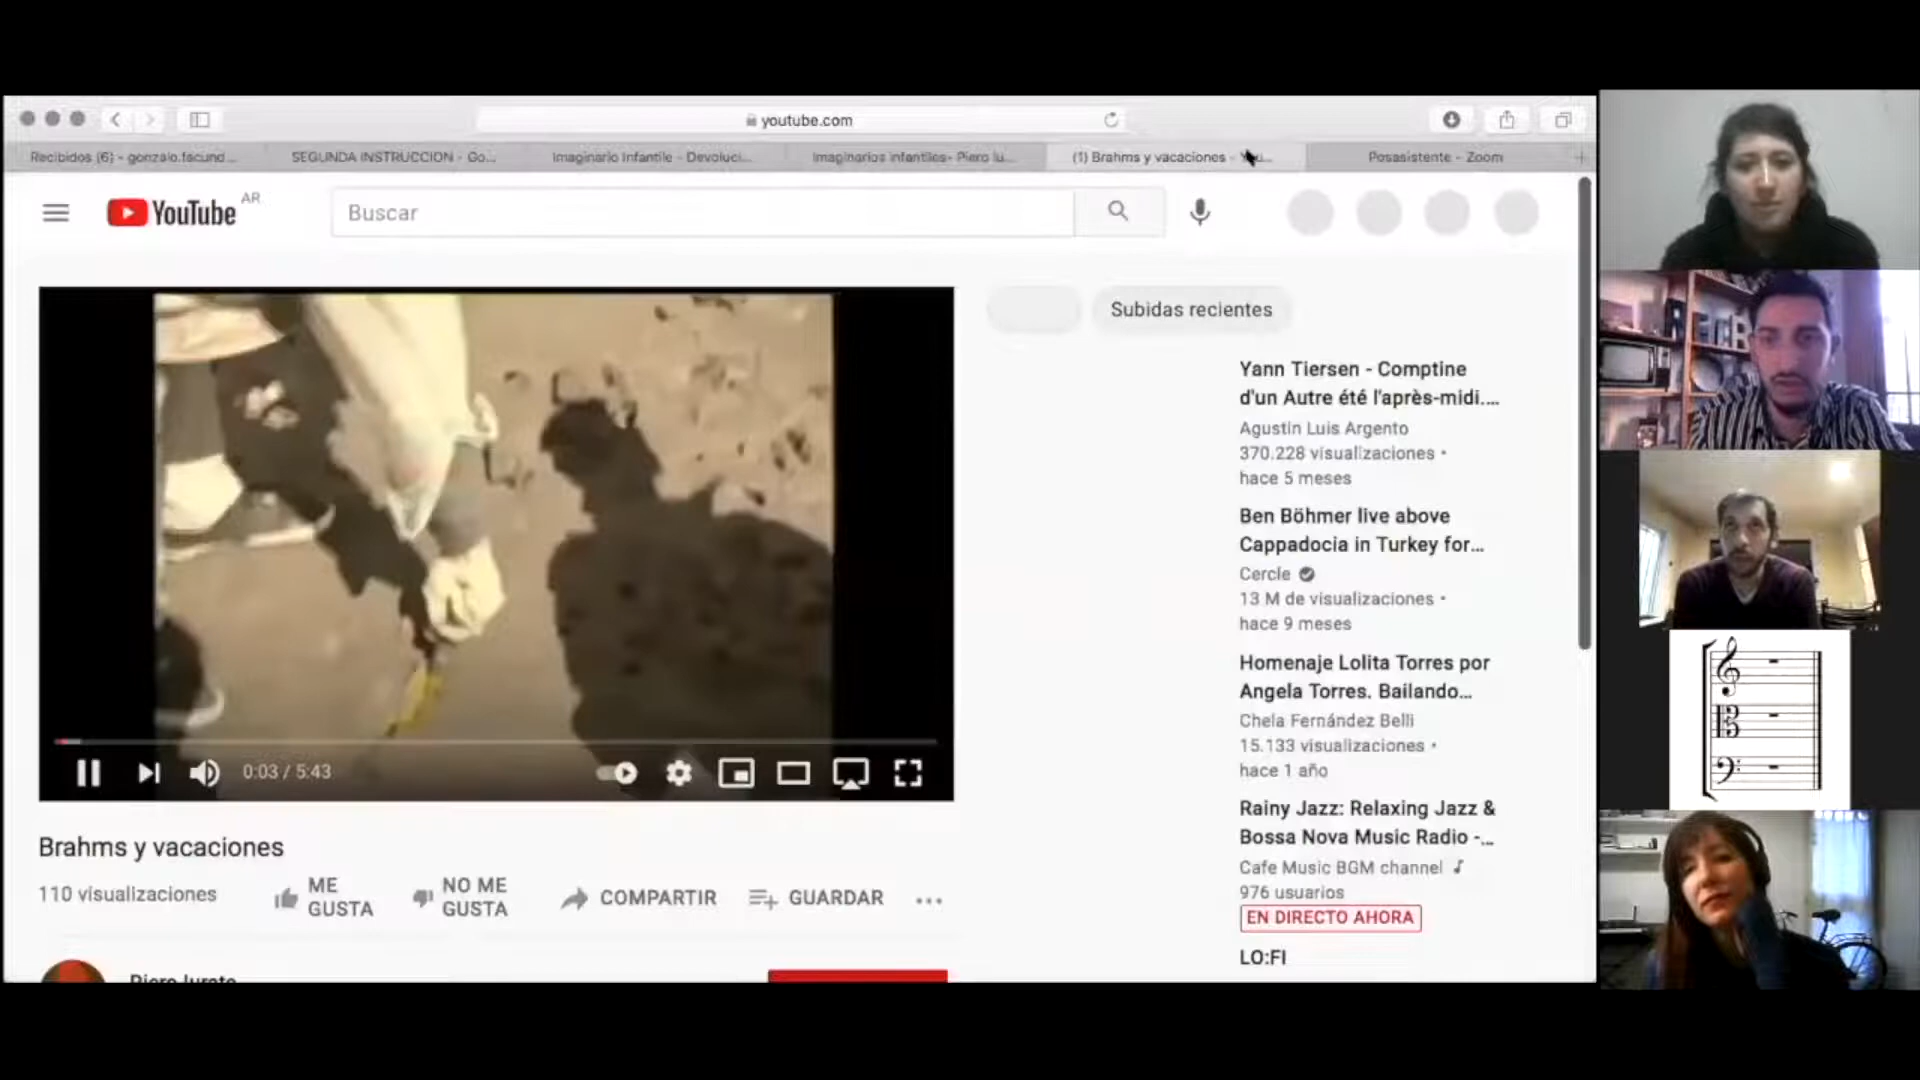 youtube.com
Recibidos (6) - gonzalo.facund...
SEGUNDA INSTRUCCION - Go...
Imaginario Infantile - Devoluci...
Imaginarios infantiles- Piero Iu...
(1) Brahms y vacaciones -
Posasistente - Zoom
YouTube AR
Buscar
Subidas recientes
Yann Tiersen - Comptine
d'un Autre été l'après-midi....
Agustín Luis Argento
370.228 visualizaciones •
hace 5 meses
Ben Böhmer live above
Cappadocia in Turkey for...
Cercle
13 M de visualizaciones •
hace 9 meses
Homenaje Lolita Torres por
Angela Torres. Bailando...
Chela Fernández Belli
15.133 visualizaciones •
hace 1 año
Rainy Jazz: Relaxing Jazz &
Bossa Nova Music Radio -...
Cafe Music BGM channel
976 usuarios
EN DIRECTO AHORA
LO:FI
0:03 / 5:43
Brahms y vacaciones
110 visualizaciones
ME GUSTA
NO ME GUSTA
COMPARTIR
GUARDAR
Piero Iurato